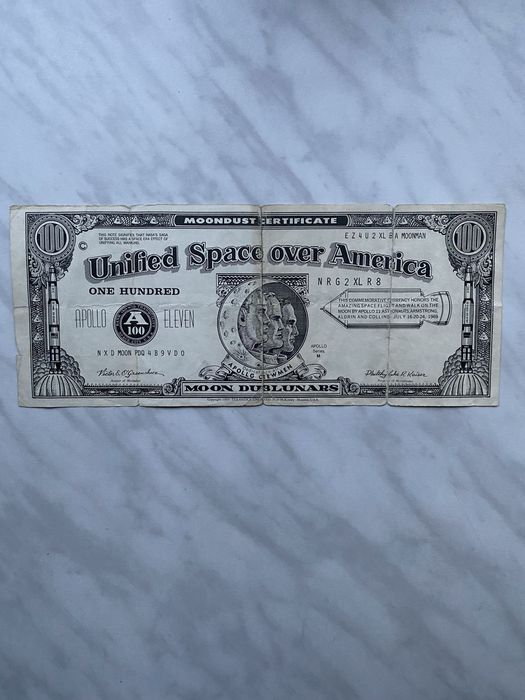 MOONDUST CERTIFICATE
THIS NOTE SIGNIFIES THAT NASA'S SAGA
OF SUCCESS HAS A SPACE ERA EFFECT OF
UNIFYING ALL MANKIND.
E Z 4 U 2 XL 8 A MOONMAN
100
100
©
Unified Space over America
ONE HUNDRED
N R G 2 XL R 8
THIS COMMEMORATIVE CURRENCY HONORS THE
AMAZING SPACE FLIGHT AND WALK ON THE
MOON BY APOLLO 11 ASTRONAUTS ARMSTRONG,
ALDRIN AND COLLINS JULY 16-20-24, 1969
APOLLO
A
100
ELEVEN
APOLLO
Series
M
N X D MOON PDQ 4 B 9 V D O
APOLLO CREWMEN
MOON DUBLUNARS
Copyright 1969